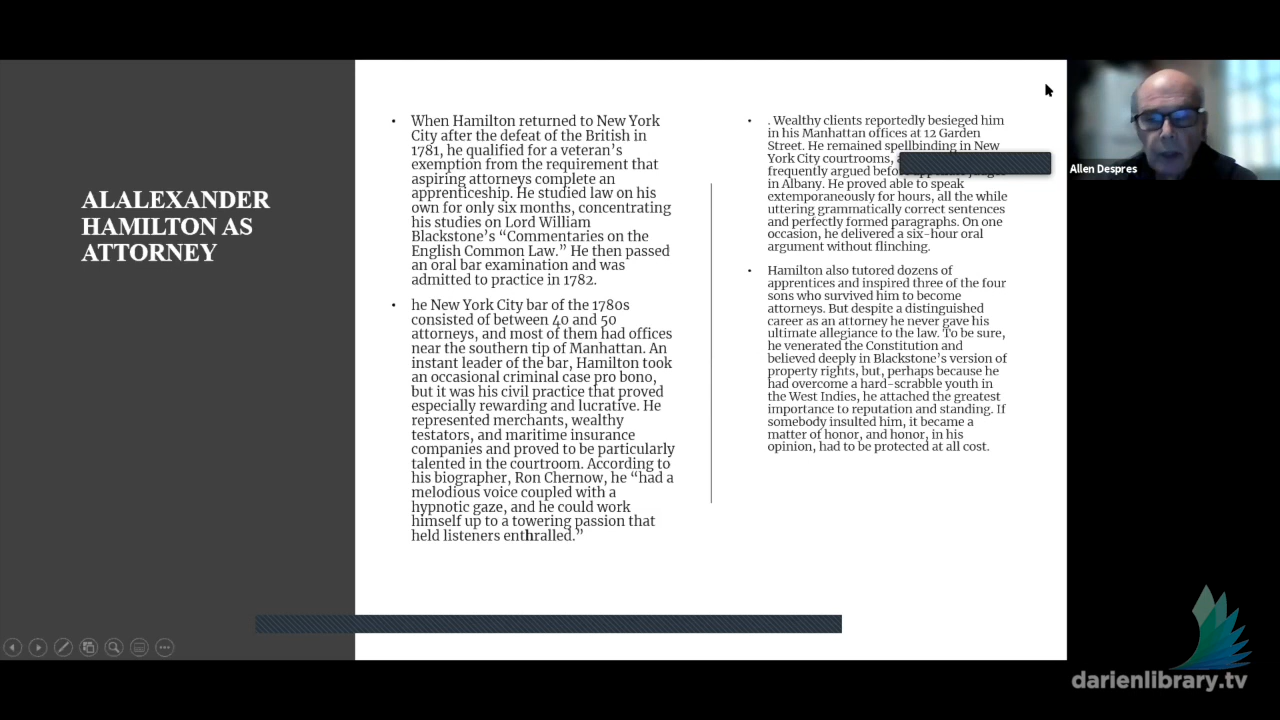 ALALEXANDER
HAMILTON AS
ATTORNEY
• When Hamilton returned to New York
City after the defeat of the British in
1781, he qualified for a veteran’s
exemption from the requirement that
aspiring attorneys complete an
apprenticeship. He studied law on his
own for only six months, concentrating
his studies on Lord William
Blackstone’s “Commentaries on the
English Common Law.” He then passed
an oral bar examination and was
admitted to practice in 1782.
• he New York City bar of the 1780s
consisted of between 40 and 50
attorneys, and most of them had offices
near the southern tip of Manhattan. An
instant leader of the bar, Hamilton took
an occasional criminal case pro bono,
but it was his civil practice that proved
especially rewarding and lucrative. He
represented merchants, wealthy
testators, and maritime insurance
companies and proved to be particularly
talented in the courtroom. According to
his biographer, Ron Chernow, he “had a
melodious voice coupled with a
hypnotic gaze, and he could work
himself up to a towering passion that
held listeners enthralled.”
• . Wealthy clients reportedly besieged him
in his Manhattan offices at 12 Garden
Street. He remained spellbinding in New
York City courtrooms,
frequently argued
in Albany. He proved able to speak
extemporaneously for hours, all the while
uttering grammatically correct sentences
and perfectly formed paragraphs. On one
occasion, he delivered a six-hour oral
argument without flinching.
• Hamilton also tutored dozens of
apprentices and inspired three of the four
sons who survived him to become
attorneys. But despite a distinguished
career as an attorney he never gave his
ultimate allegiance to the law. To be sure,
he venerated the Constitution and
believed deeply in Blackstone’s version of
property rights, but, perhaps because he
had overcome a hard-scrabble youth in
the West Indies, he attached the greatest
importance to reputation and standing. If
somebody insulted him, it became a
matter of honor, and honor, in his
opinion, had to be protected at all cost.
Allen Despres
darienlibrary.tv